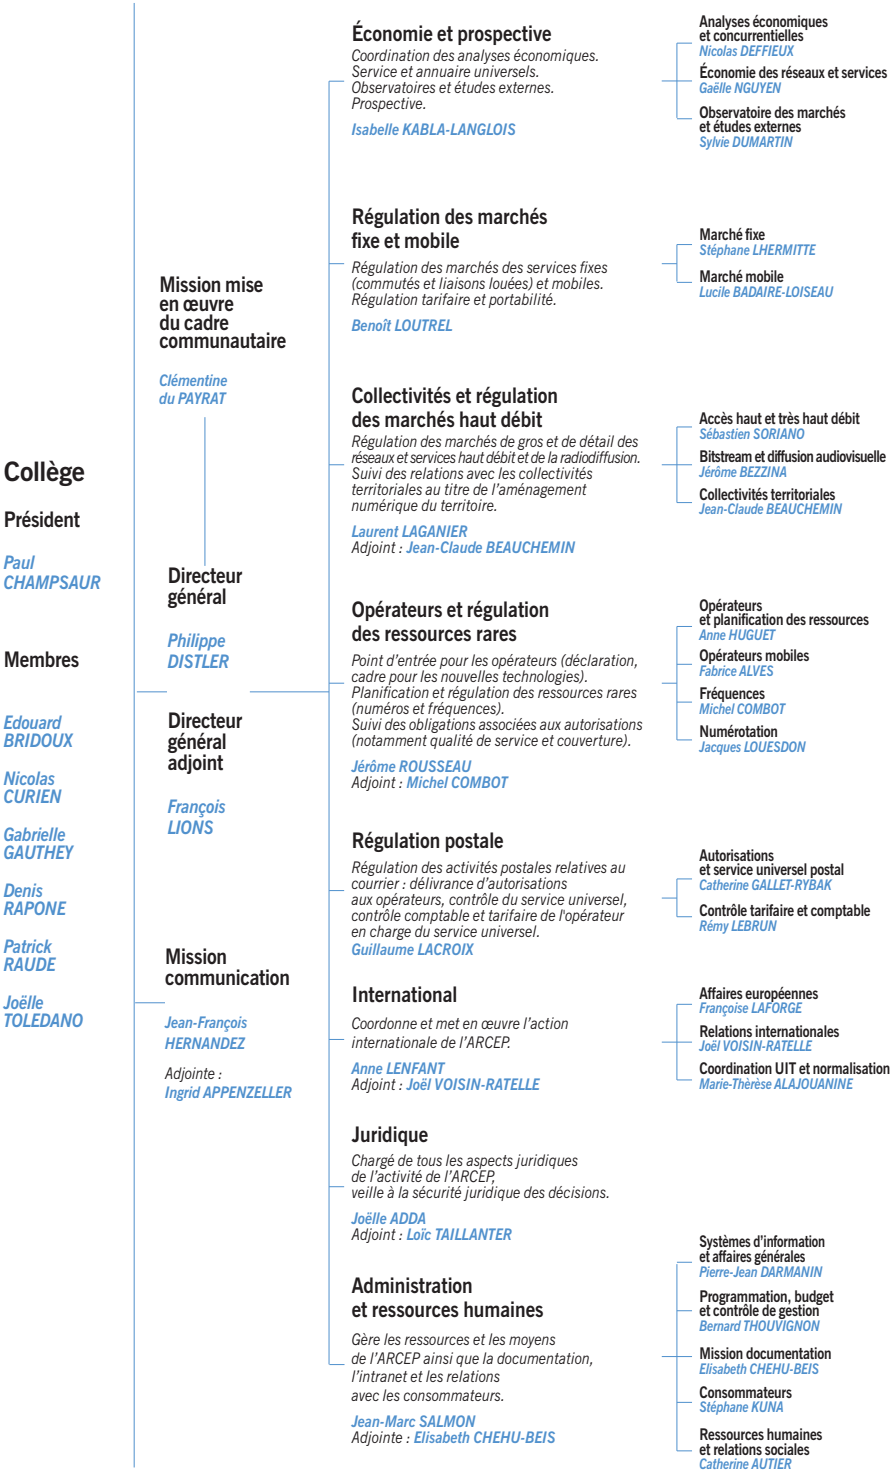 Collège
Président
Paul
CHAMPSAUR
Membres
Edouard
BRIDOUX
Nicolas
CURIEN
Gabrielle
GAUTHEY
Denis
RAPONE
Patrick
RAUDE
Joëlle
TOLEDANO
Mission mise
en œuvre
du cadre
communautaire
Clémentine
du PAYRAT
Directeur
général
Philippe
DISTLER
Directeur
général
adjoint
François
LIONS
Mission
communication
Jean-François
HERNANDEZ
Adjointe :
Ingrid APPENZELLER
Économie et prospective
Coordination des analyses économiques.
Service et annuaire universels.
Observatoires et études externes.
Prospective.
Isabelle KABLA-LANGLOIS
Analyses économiques
et concurrentielles
Nicolas DEFFIEUX
Économie des réseaux et services
Gaëlle NGUYEN
Observatoire des marchés
et études externes
Sylvie DUMARTIN
Régulation des marchés
fixe et mobile
Régulation des marchés des services fixes
(commutés et liaisons louées) et mobiles.
Régulation tarifaire et portabilité.
Benoît LOUTREL
Marché fixe
Stéphane LHERMITTE
Marché mobile
Lucile BADAIRE-LOISEAU
Collectivités et régulation
des marchés haut débit
Régulation des marchés de gros et de détail des
réseaux et services haut débit et de la radiodiffusion.
Suivi des relations avec les collectivités
territoriales au titre de l’aménagement
numérique du territoire.
Laurent LAGANIER
Adjoint : Jean-Claude BEAUCHEMIN
Accès haut et très haut débit
Sébastien SORIANO
Bitstream et diffusion audiovisuelle
Jérôme BEZZINA
Collectivités territoriales
Jean-Claude BEAUCHEMIN
Opérateurs et régulation
des ressources rares
Point d’entrée pour les opérateurs (déclaration,
cadre pour les nouvelles technologies).
Planification et régulation des ressources rares
(numéros et fréquences).
Suivi des obligations associées aux autorisations
(notamment qualité de service et couverture).
Jérôme ROUSSEAU
Adjoint : Michel COMBOT
Opérateurs
et planification des ressources
Anne HUGUET
Opérateurs mobiles
Fabrice ALVES
Fréquences
Michel COMBOT
Numérotation
Jacques LOUESDON
Régulation postale
Régulation des activités postales relatives au
courrier : délivrance d’autorisations
aux opérateurs, contrôle du service universel,
contrôle comptable et tarifaire de l'opérateur
en charge du service universel.
Guillaume LACROIX
Autorisations
et service universel postal
Catherine GALLET-RYBAK
Contrôle tarifaire et comptable
Rémy LEBRUN
International
Coordonne et met en œuvre l’action
internationale de l’ARCEP.
Anne LENFANT
Adjoint : Joël VOISIN-RATELLE
Affaires européennes
Françoise LAFORGE
Relations internationales
Joël VOISIN-RATELLE
Coordination UIT et normalisation
Marie-Thèrèse ALAJOUANINE
Juridique
Chargé de tous les aspects juridiques
de l’activité de l’ARCEP,
veille à la sécurité juridique des décisions.
Joëlle ADDA
Adjoint : Loïc TAILLANTER
Administration
et ressources humaines
Gère les ressources et les moyens
de l’ARCEP ainsi que la documentation,
l’intranet et les relations
avec les consommateurs.
Jean-Marc SALMON
Adjointe : Elisabeth CHEHU-BEIS
Systèmes d’information
et affaires générales
Pierre-Jean DARMANIN
Programmation, budget
et contrôle de gestion
Bernard THOUVIGNON
Mission documentation
Elisabeth CHEHU-BEIS
Consommateurs
Stéphane KUNA
Ressources humaines
et relations sociales
Catherine AUTIER